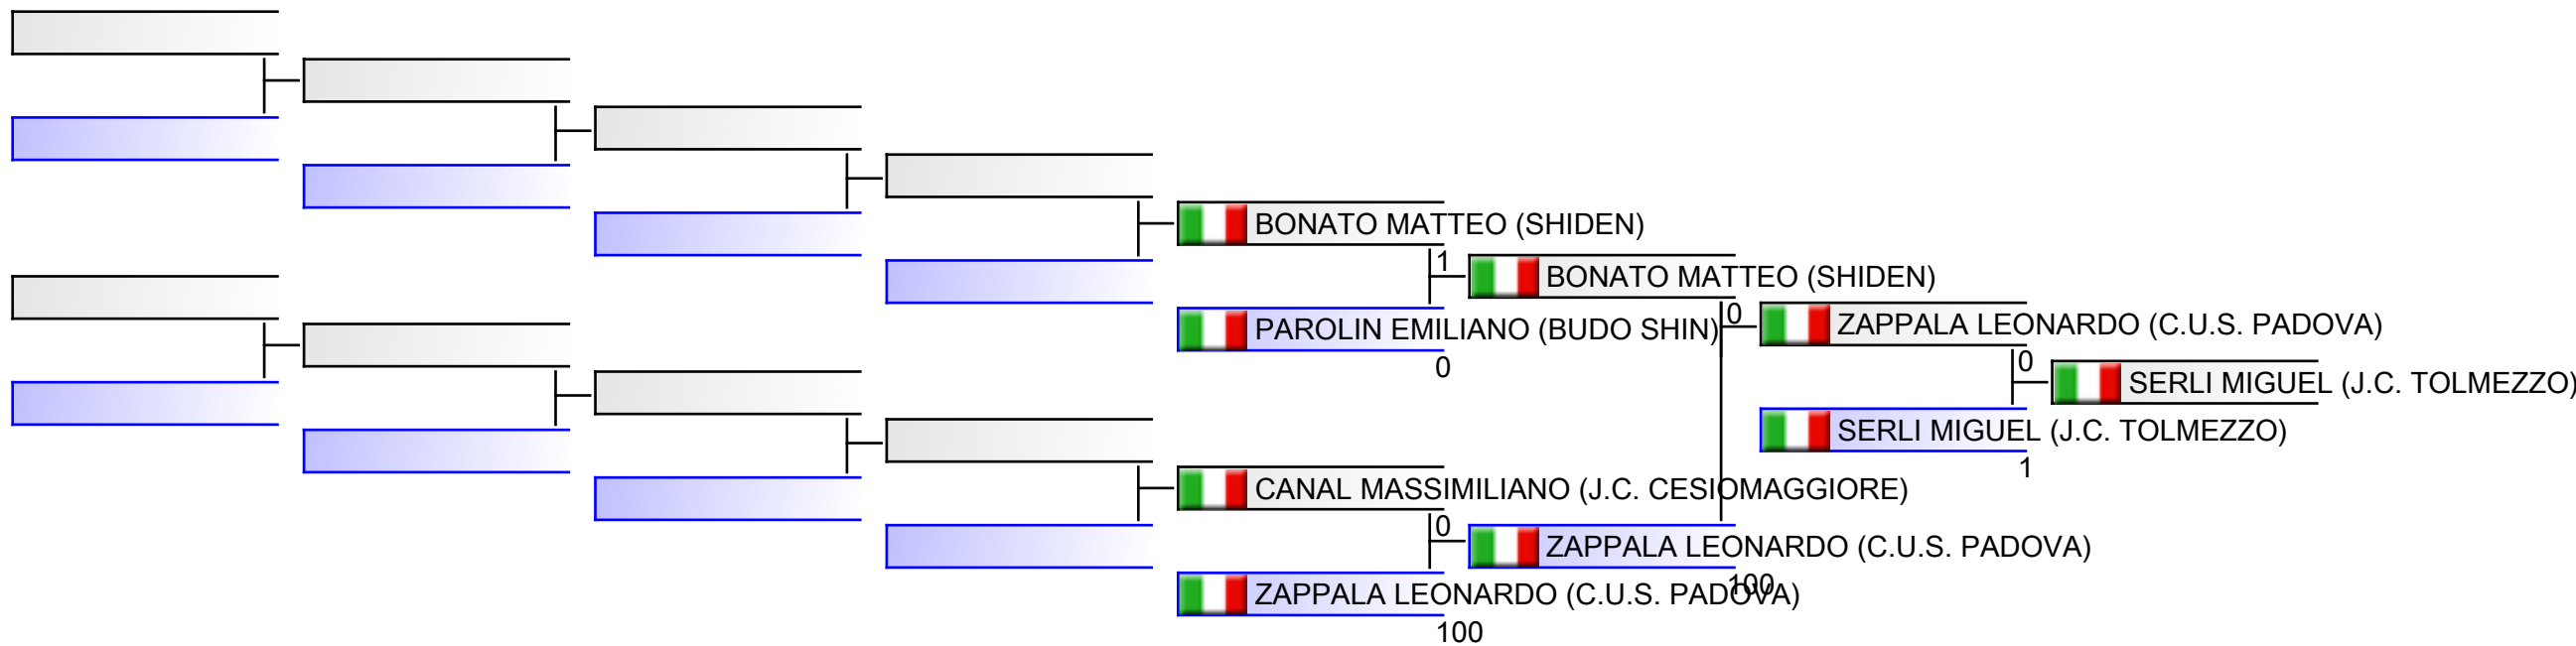 BONATO MATTEO (SHIDEN)
1
BONATO MATTEO (SHIDEN)
0
PAROLIN EMILIANO (BUDO SHIN)
0
ZAPPALA LEONARDO (C.U.S. PADOVA)
0
SERLI MIGUEL (J.C. TOLMEZZO)
SERLI MIGUEL (J.C. TOLMEZZO)
1
CANAL MASSIMILIANO (J.C. CESIOMAGGIORE)
0
ZAPPALA LEONARDO (C.U.S. PADOVA)
100
ZAPPALA LEONARDO (C.U.S. PADOVA)
100